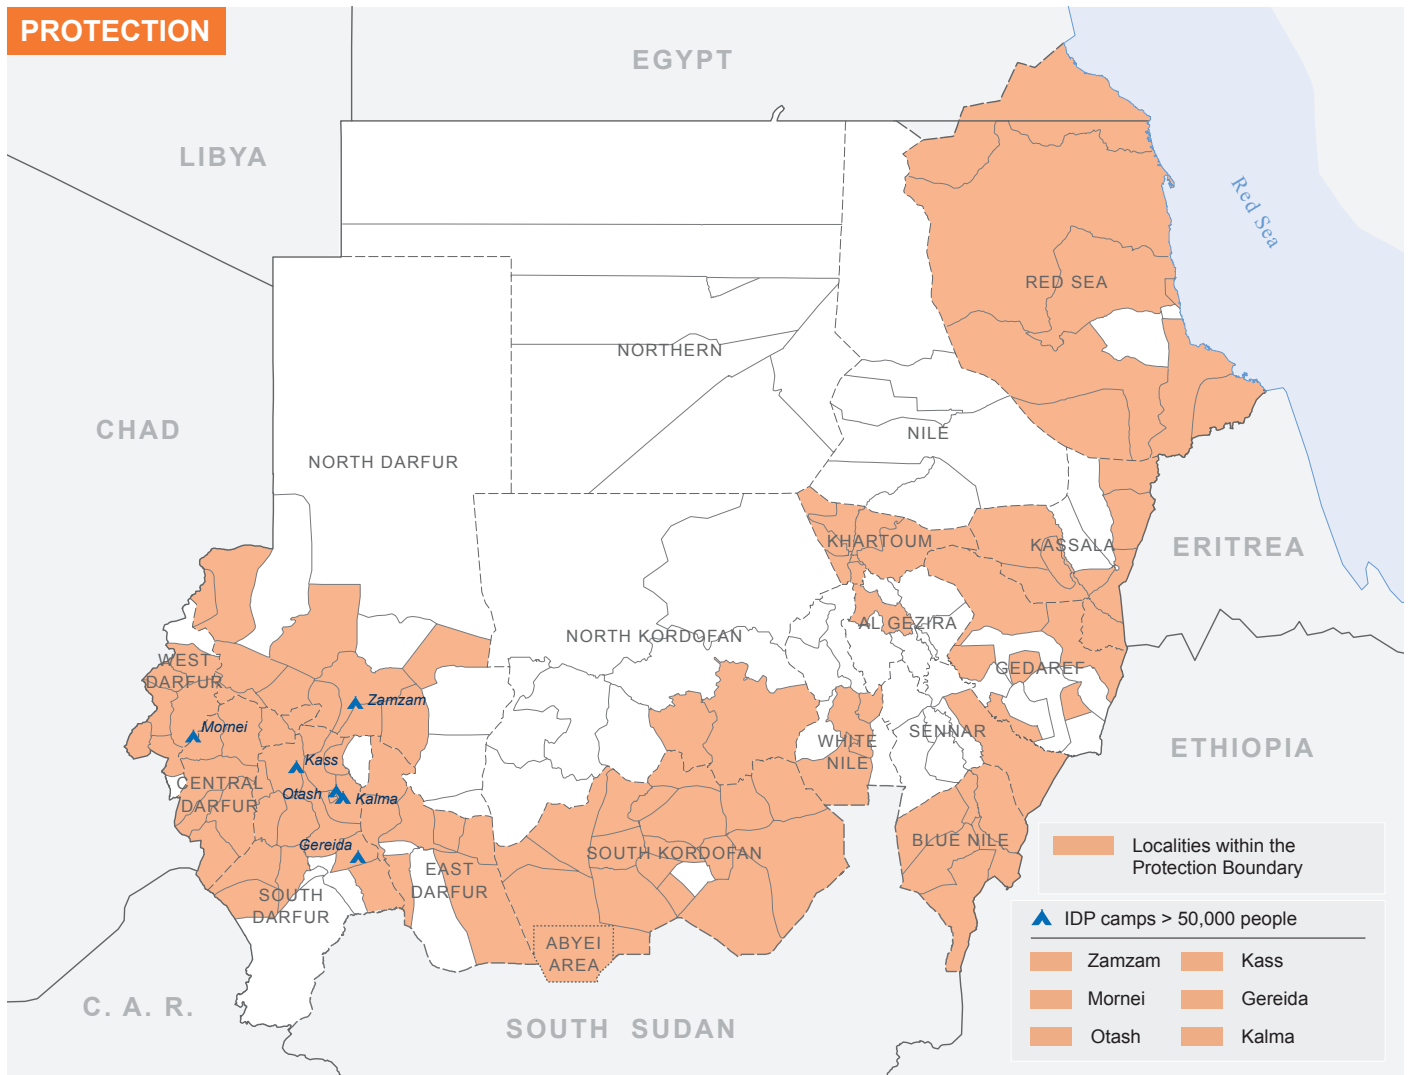 PROTECTION
EGYPT
LIBYA
Red Sea
RED SEA
NORTHERN
CHAD
NILE
NORTH DARFUR
KHARTOUM
KASSALA
ERITREA
NORTH KORDOFAN
AL GEZIRA
WEST
DARFUR
GEDAREF
Zamzam
Mornei
SENNAR
WHITE
NILE
ETHIOPIA
Kass
CENTRAL
DARFUR
Otash
Kalma
Gereida
SOUTH KORDOFAN
BLUE NILE
EAST
DARFUR
SOUTH
DARFUR
ABYEI
AREA
C. A. R.
SOUTH SUDAN
Localities within the
Protection Boundary
IDP camps > 50,000 people
Zamzam
Kass
Mornei
Gereida
Otash
Kalma